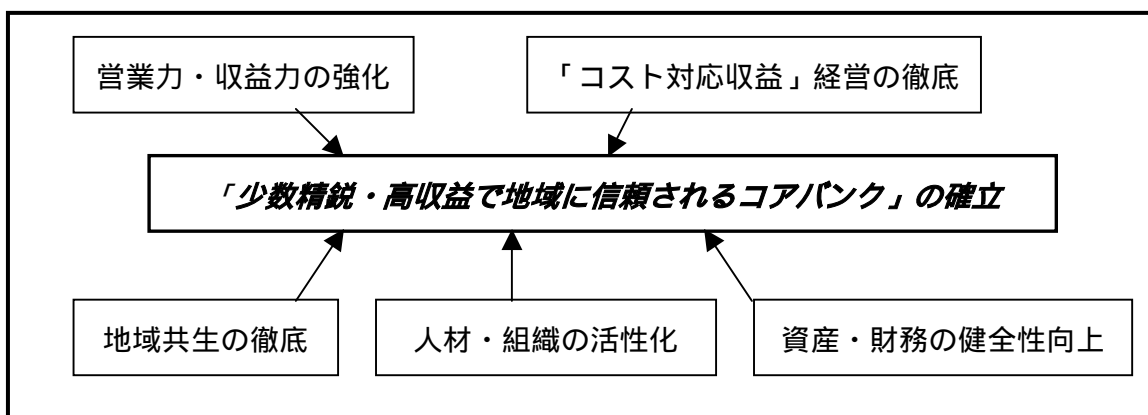 営業力・収益力の強化
「コスト対応収益」経営の徹底
「少数精鋭・高収益で地域に信頼されるコアバンク」の確立
地域共生の徹底
人材・組織の活性化
資産・財務の健全性向上